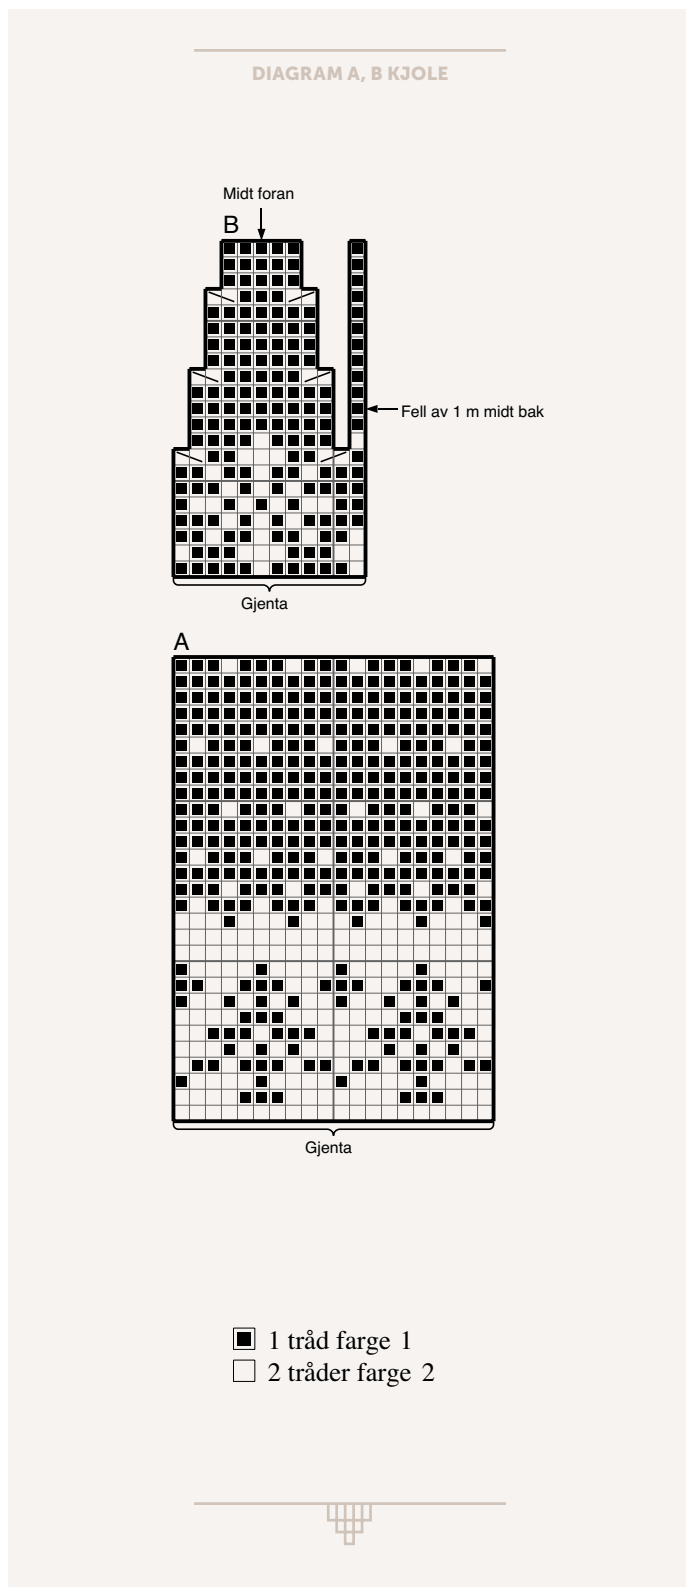 DIAGRAM A, B KJOLE
Midt foran
B
Fell av 1 m midt bak
Gjenta
A
Gjenta
1 tråd farge 1
2 tråder farge 2